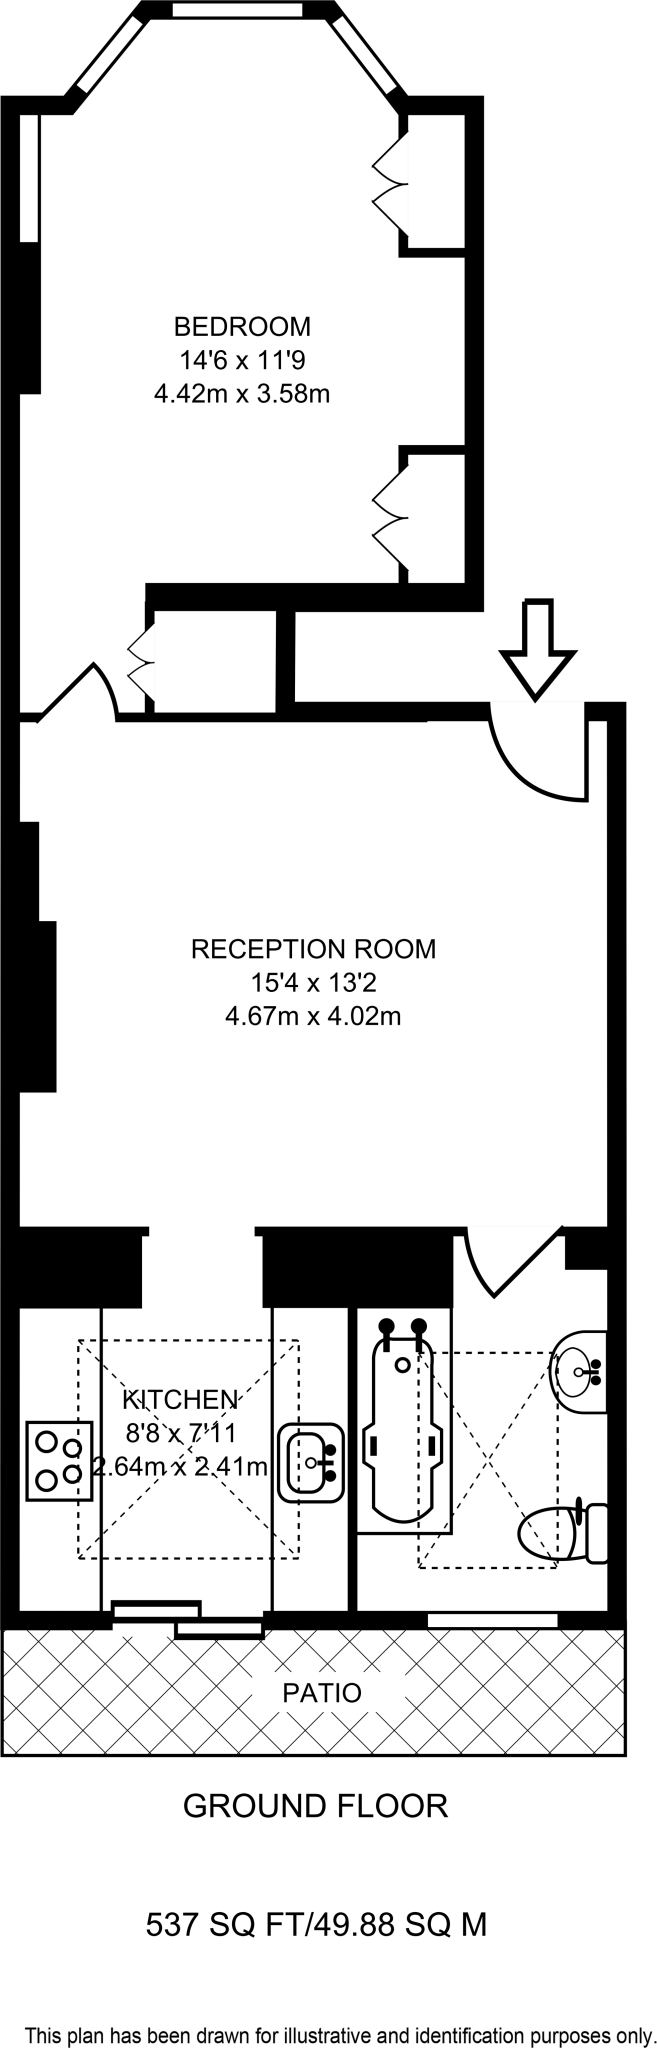 BEDROOM
14'6 x 11'9
4.42m x 3.58m
RECEPTION ROOM
15'4 x 13'2
4.67m x 4.02m
KITCHEN
8'8 x 7'11
2.64m x 2.41m
PATIO
GROUND FLOOR
537 SQ FT/49.88 SQ M
This plan has been drawn for illustrative and identification purposes only.